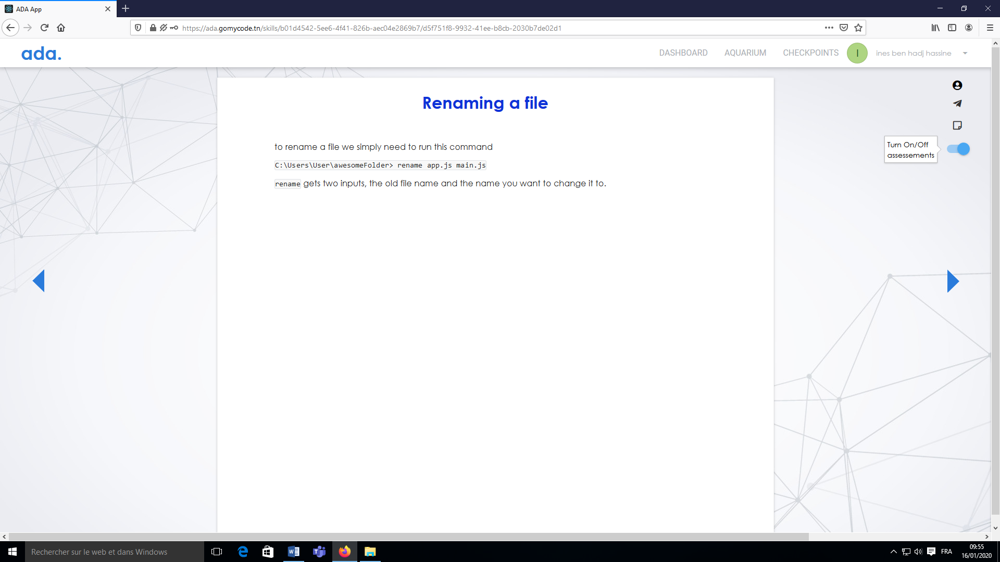 ADA App
https://ada.gomycode.tn/skills/b01d4542-5ee6-4f41-826b-aec04e2869b7/d5f751f8-9932-41ee-b8cb-2030b7de02d1
ada.
DASHBOARD AQUARIUM CHECKPOINTS I ines ben hadj hassine
Renaming a file
to rename a file we simply need to run this command
C:\Users\User\awesomeFolder> rename app.js main.js
rename gets two inputs, the old file name and the name you want to change it to.
Turn On/Off
assessements
Rechercher sur le web et dans Windows
FRA
09:55
16/01/2020